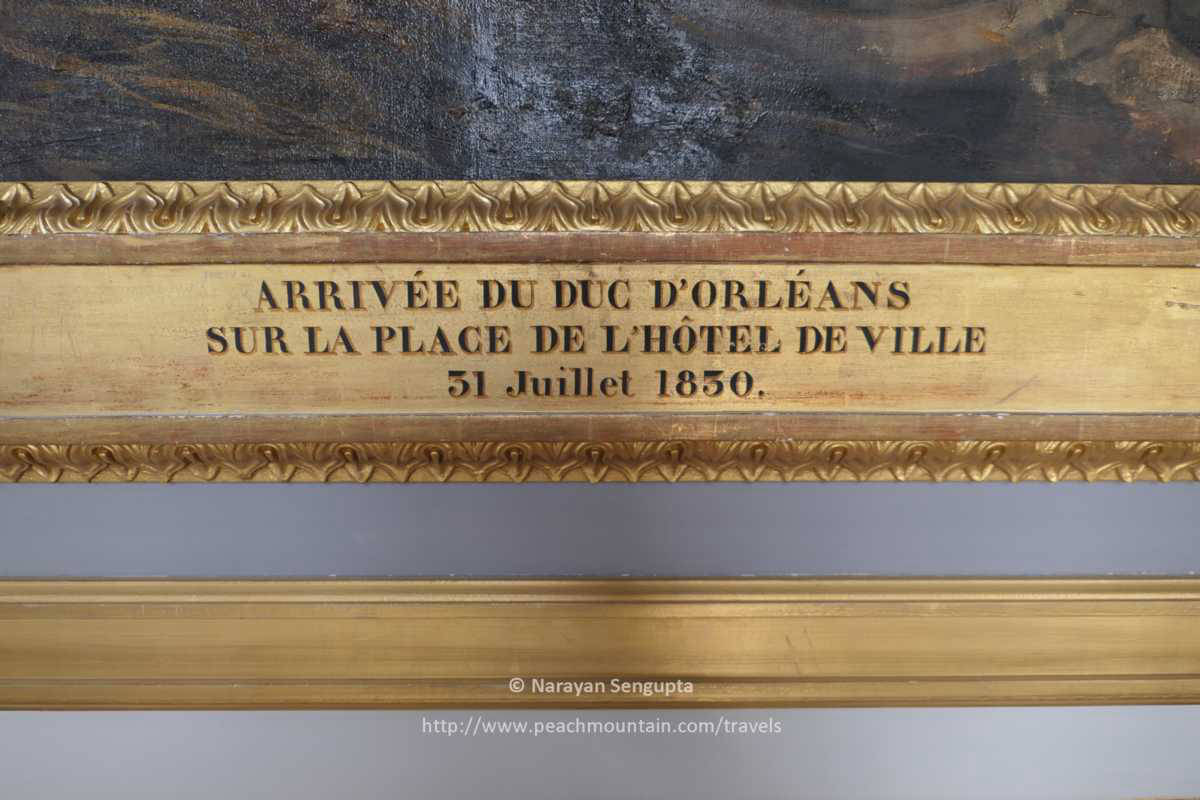 ARRIVÉE DU DUC D'ORLÉANS
SUR LA PLACE DE L'HÔTEL DE VILLE
31 Juillet 1830.
© Narayan Sengupta
http://www.peachmountain.com/travels